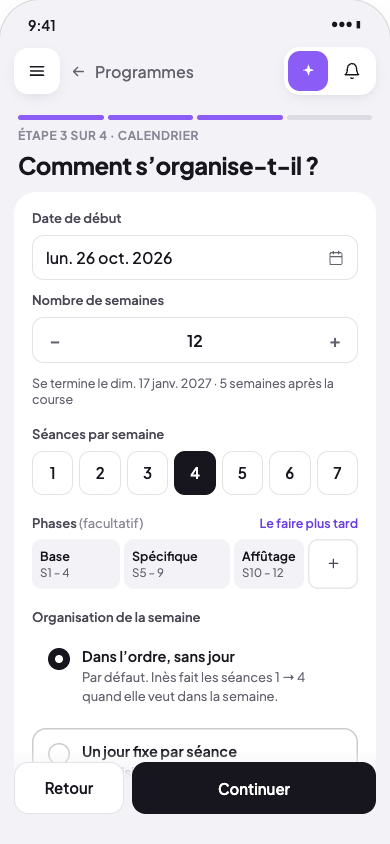 9:41
Programmes
ÉTAPE 3 SUR 4 · CALENDRIER
Comment s’organise-t-il ?
Date de début
lun. 26 oct. 2026
Nombre de semaines
− 12 +
Se termine le dim. 17 janv. 2027 · 5 semaines après la
course
Séances par semaine
1 2 3 4 5 6 7
Phases (facultatif) Le faire plus tard
Base Spécifique Affûtage +
S1 – 4 S5 – 9 S10 – 12
Organisation de la semaine
Dans l’ordre, sans jour
Par défaut. Inès fait les séances 1 → 4
quand elle veut dans la semaine.
Un jour fixe par séance
Retour Continuer